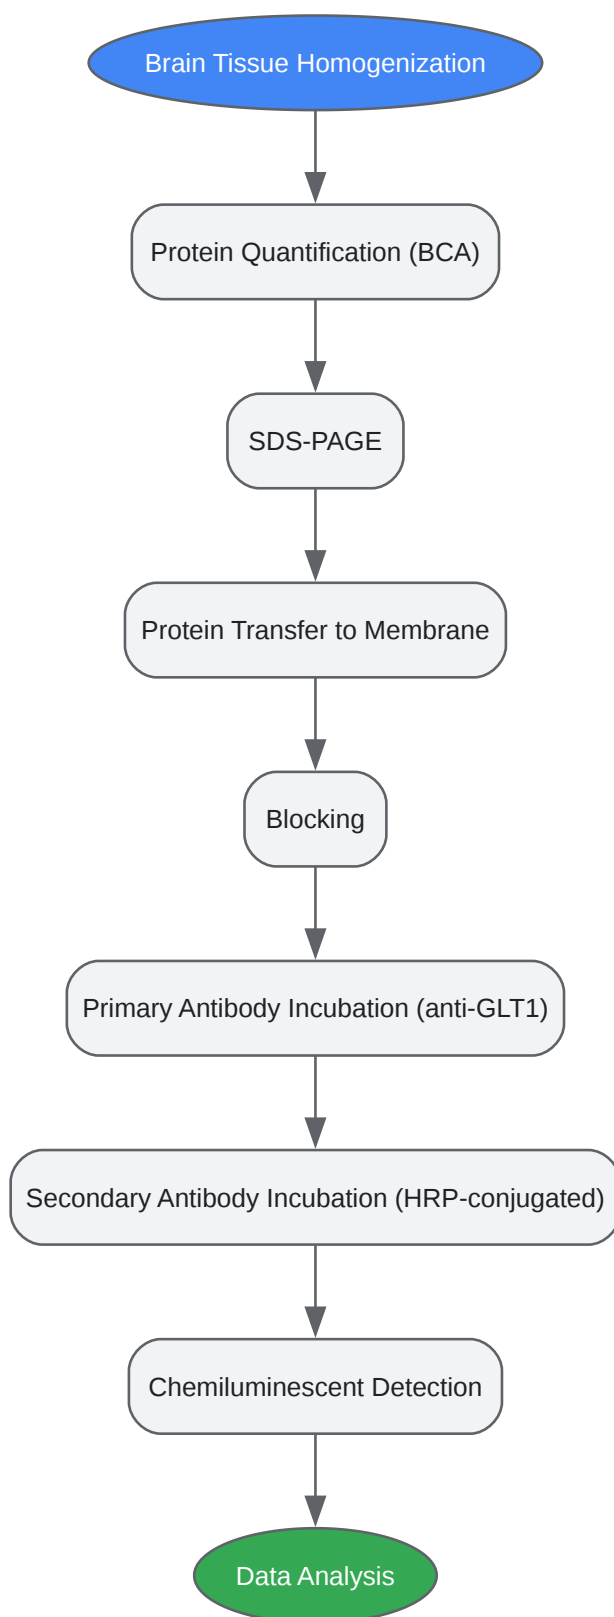 Brain Tissue Homogenization
Protein Quantification (BCA)
SDS-PAGE
Protein Transfer to Membrane
Blocking
Primary Antibody Incubation (anti-GLT1)
Secondary Antibody Incubation (HRP-conjugated)
Chemiluminescent Detection
Data Analysis